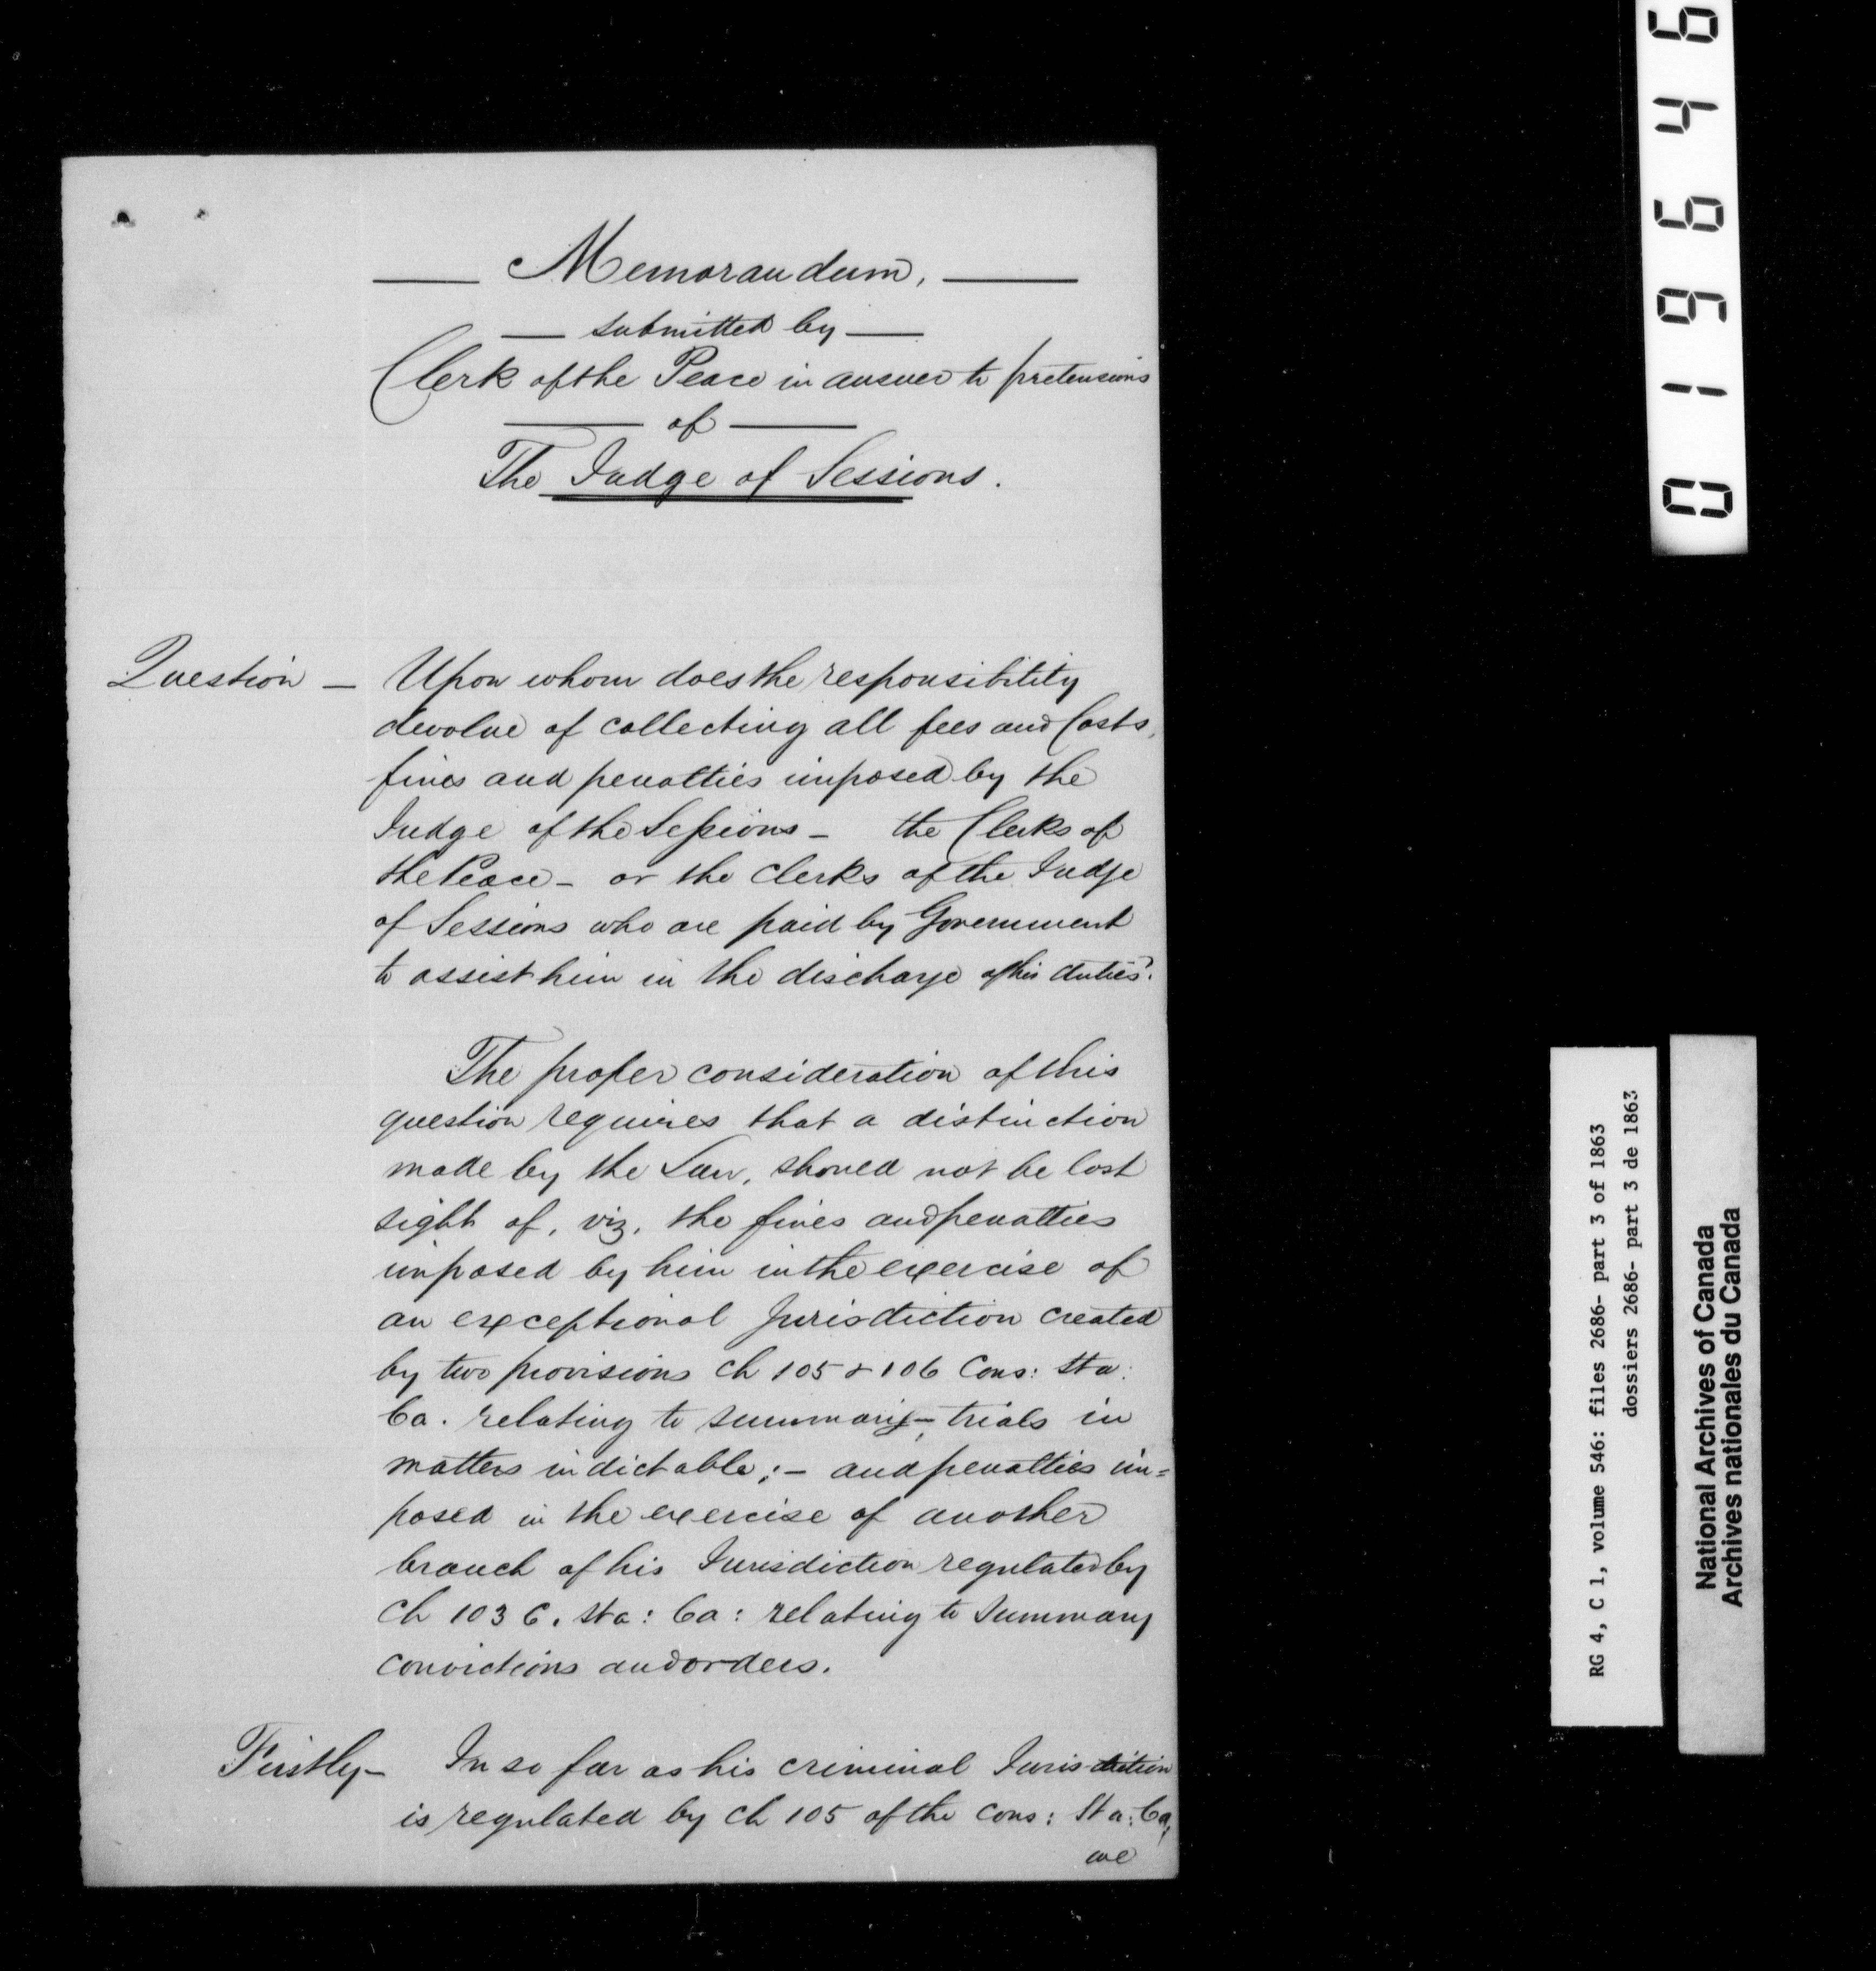 Memorandum,
submitted by
Clerk of the Peace in answer to pretensions
of
The Judge of Sessions.
Question — Upon whom does the responsibility
devolve of collecting all fees and Costs,
fines and penalties imposed by the
Judge of the Sessions — the Clerks of
the Peace — or the Clerks of the Judge
of Sessions who are paid by Government
to assist him in the discharge of his duties?
The proper consideration of this
question requires that a distinction
made by the Law, should not be lost
sight of, viz, the fines and penalties
imposed by him in the exercise of
an exceptional Jurisdiction created
by two provisions Ch 105 & 106 Cons: Sta:
Ca. relating to summary trials in
matters indictable; — and penalties im=
posed in the exercise of another
branch of his Jurisdiction regulated by
Ch 103 C. Sta: Ca: relating to Summary
convictions and orders.
Firstly — In so far as his criminal Jurisdiction
is regulated by Ch 105 of the Cons: Sta: Ca,
we
019646
RG 4, C 1, volume 546: files 2686- part 3 of 1863
dossiers 2686- part 3 de 1863
National Archives of Canada
Archives nationales du Canada